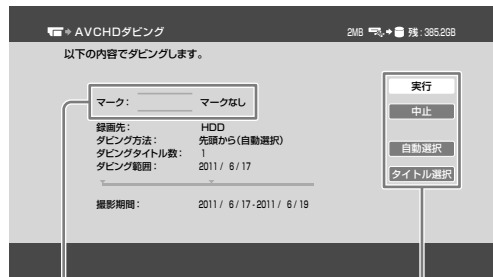 AVCHDダビング
2MB 残:385.2GB
以下の内容でダビングします。
マーク: マークなし
録画先: HDD
ダビング方法: 先頭から(自動選択)
ダビングタイトル数: 1
ダビング範囲: 2011/ 6/17
撮影期間: 2011/ 6/17-2011/ 6/19
実行
中止
自動選択
タイトル選択